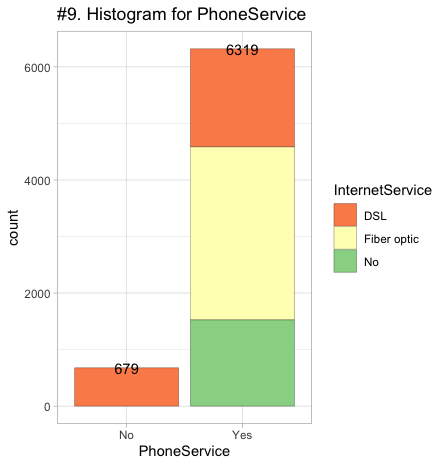 #9. Histogram for PhoneService
6319
6000
4000
2000
679
0
count
No
Yes
PhoneService
InternetService
DSL
Fiber optic
No